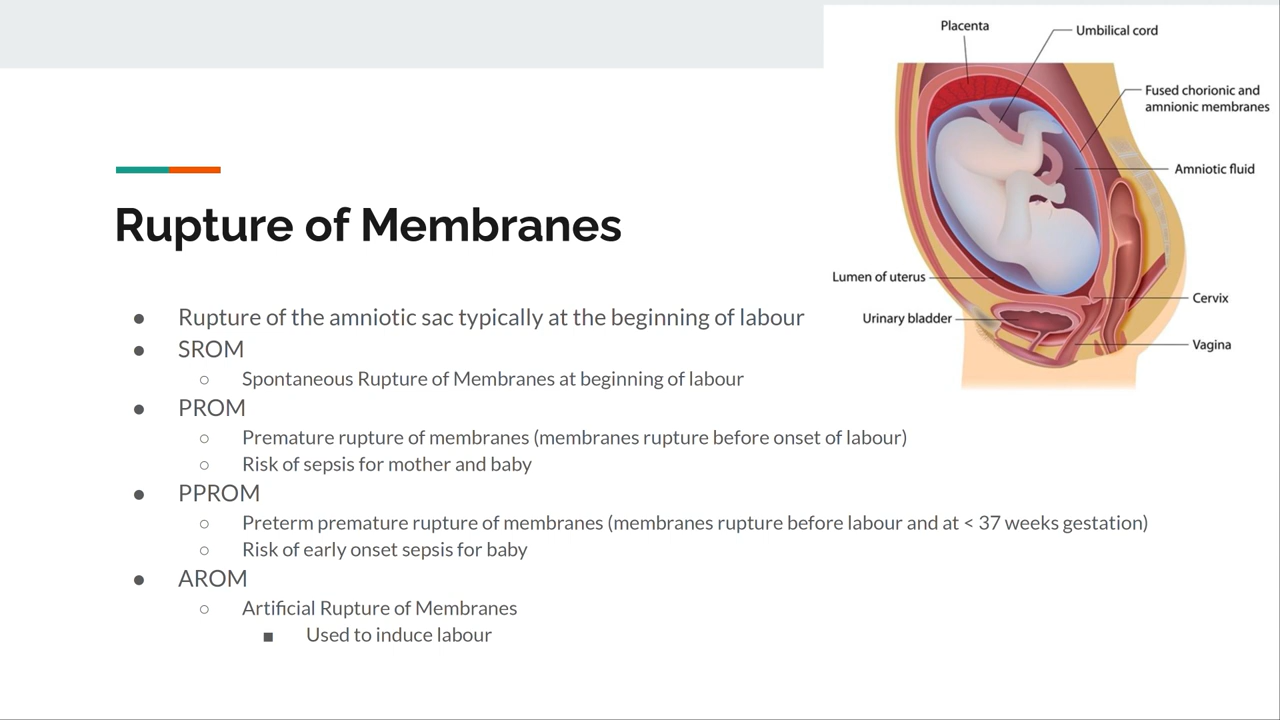 Placenta
Umbilical cord
Fused chorionic and
amnionic membranes
Amniotic fluid
Lumen of uterus
Urinary bladder
Cervix
Vagina
Rupture of Membranes
● Rupture of the amniotic sac typically at the beginning of labour
● SROM
○ Spontaneous Rupture of Membranes at beginning of labour
● PROM
○ Premature rupture of membranes (membranes rupture before onset of labour)
○ Risk of sepsis for mother and baby
● PPROM
○ Preterm premature rupture of membranes (membranes rupture before labour and at < 37 weeks gestation)
○ Risk of early onset sepsis for baby
● AROM
○ Artificial Rupture of Membranes
■ Used to induce labour